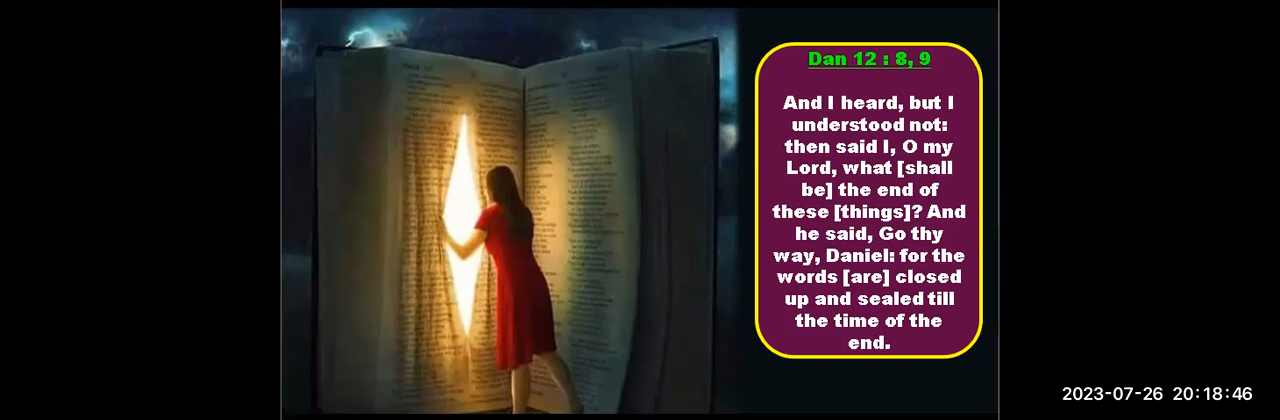 Dan 12 : 8, 9
And I heard, but I
understood not:
then said I, O my
Lord, what [shall
be] the end of
these [things]? And
he said, Go thy
way, Daniel: for the
words [are] closed
up and sealed till
the time of the
end.
2023-07-26 20:18:46